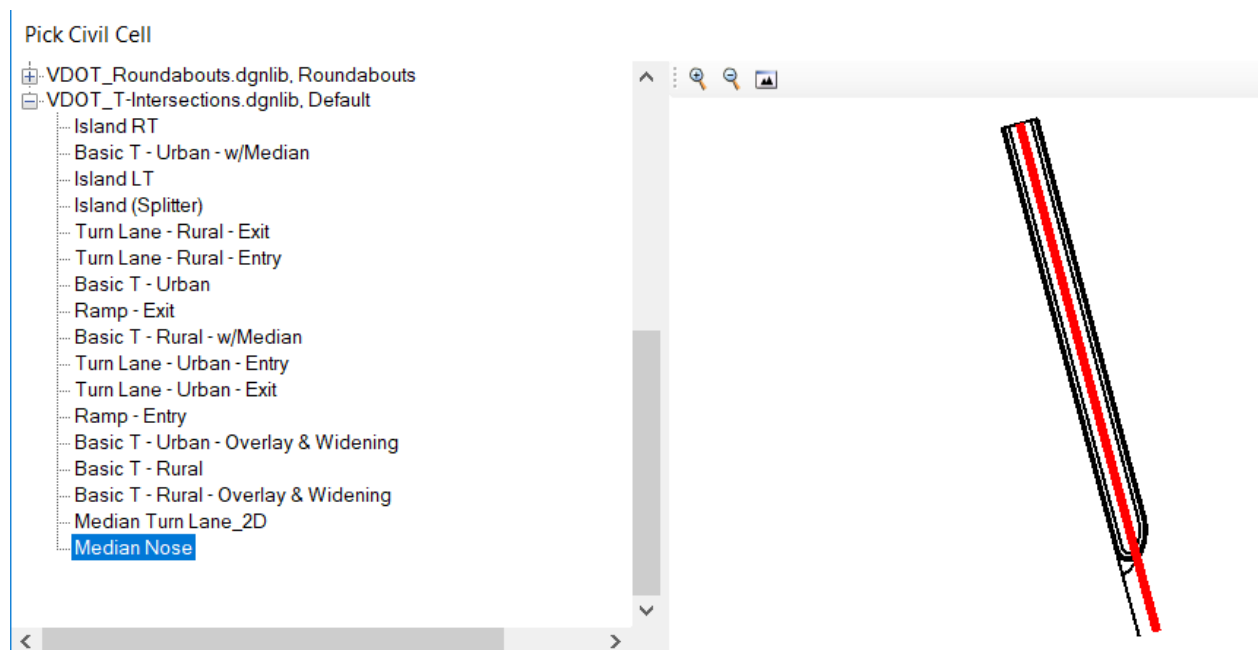 Pick Civil Cell
VDOT_Roundabouts.dgnlib, Roundabouts
VDOT_T-Intersections.dgnlib, Default
Island RT
Basic T - Urban - w/Median
Island LT
Island (Splitter)
Turn Lane - Rural - Exit
Turn Lane - Rural - Entry
Basic T - Urban
Ramp - Exit
Basic T - Rural - w/Median
Turn Lane - Urban - Entry
Turn Lane - Urban - Exit
Ramp - Entry
Basic T - Urban - Overlay & Widening
Basic T - Rural
Basic T - Rural - Overlay & Widening
Median Turn Lane_2D
Median Nose